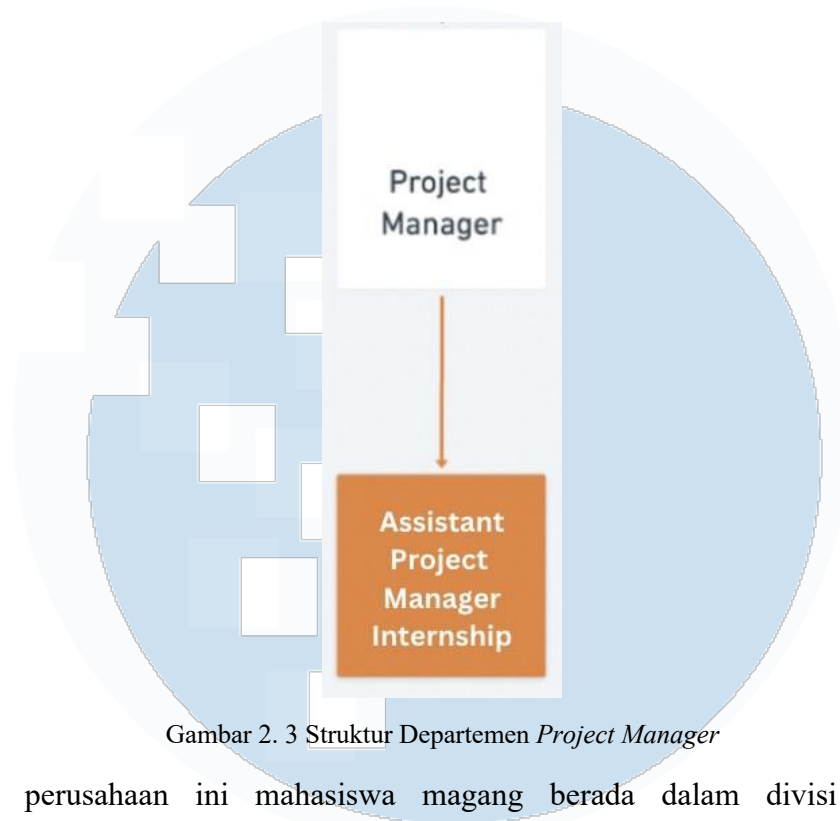 Project
Manager
Assistant
Project
Manager
Internship
Gambar 2. 3 Struktur Departemen Project Manager
perusahaan ini mahasiswa magang berada dalam divisi